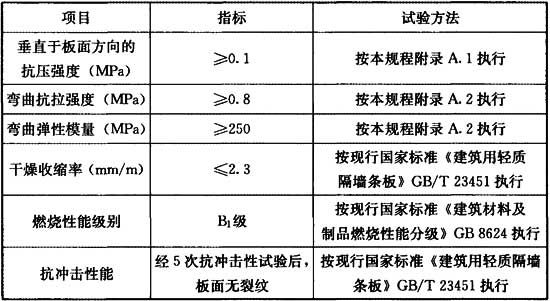 项目 指标 试验方法
垂直于板面方向的
抗压强度（MPa） ≥0.1 按本规程附录 A.1 执行
弯曲抗拉强度（MPa） ≥0.8 按本规程附录 A.2 执行
弯曲弹性模量（MPa） ≥250 按本规程附录 A.2 执行
干燥收缩率（mm/m） ≤2.3 按现行国家标准《建筑用轻质
隔墙条板》GB/T 23451 执行
燃烧性能级别 B₁级 按现行国家标准《建筑材料及
制品燃烧性能分级》GB 8624 执行
抗冲击性能 经 5 次抗冲击性试验后， 按现行国家标准《建筑用轻质隔墙
板面无裂纹 条板》GB/T 23451 执行